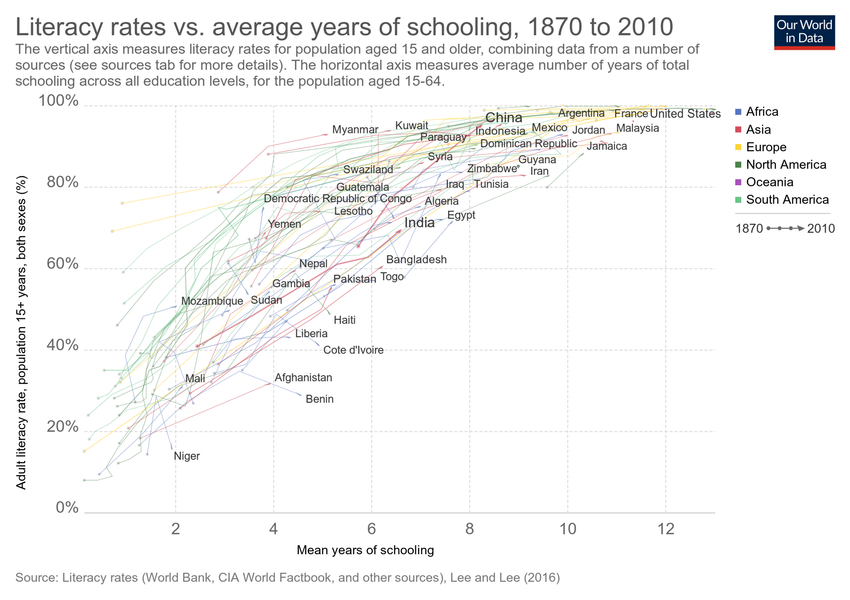 Literacy rates vs. average years of schooling, 1870 to 2010
Our World
in Data
The vertical axis measures literacy rates for population aged 15 and older, combining data from a number of
sources (see sources tab for more details). The horizontal axis measures average number of years of total
schooling across all education levels, for the population aged 15-64.
100%
80%
60%
40%
20%
0%
Adult literacy rate, population 15+ years, both sexes (%)
Myanmar
Kuwait
China
Argentina
France
United States
Paraguay
Indonesia
Mexico
Jordan
Malaysia
Dominican Republic
Jamaica
Syria
Guyana
Swaziland
Zimbabwe
Iran
Guatemala
Iraq
Tunisia
Democratic Republic of Congo
Algeria
Lesotho
Egypt
Yemen
India
Nepal
Bangladesh
Gambia
Pakistan
Togo
Mozambique
Sudan
Haiti
Liberia
Cote d'Ivoire
Mali
Afghanistan
Benin
Niger
2
4
6
8
10
12
Mean years of schooling
Africa
Asia
Europe
North America
Oceania
South America
1870
2010
Source: Literacy rates (World Bank, CIA World Factbook, and other sources), Lee and Lee (2016)